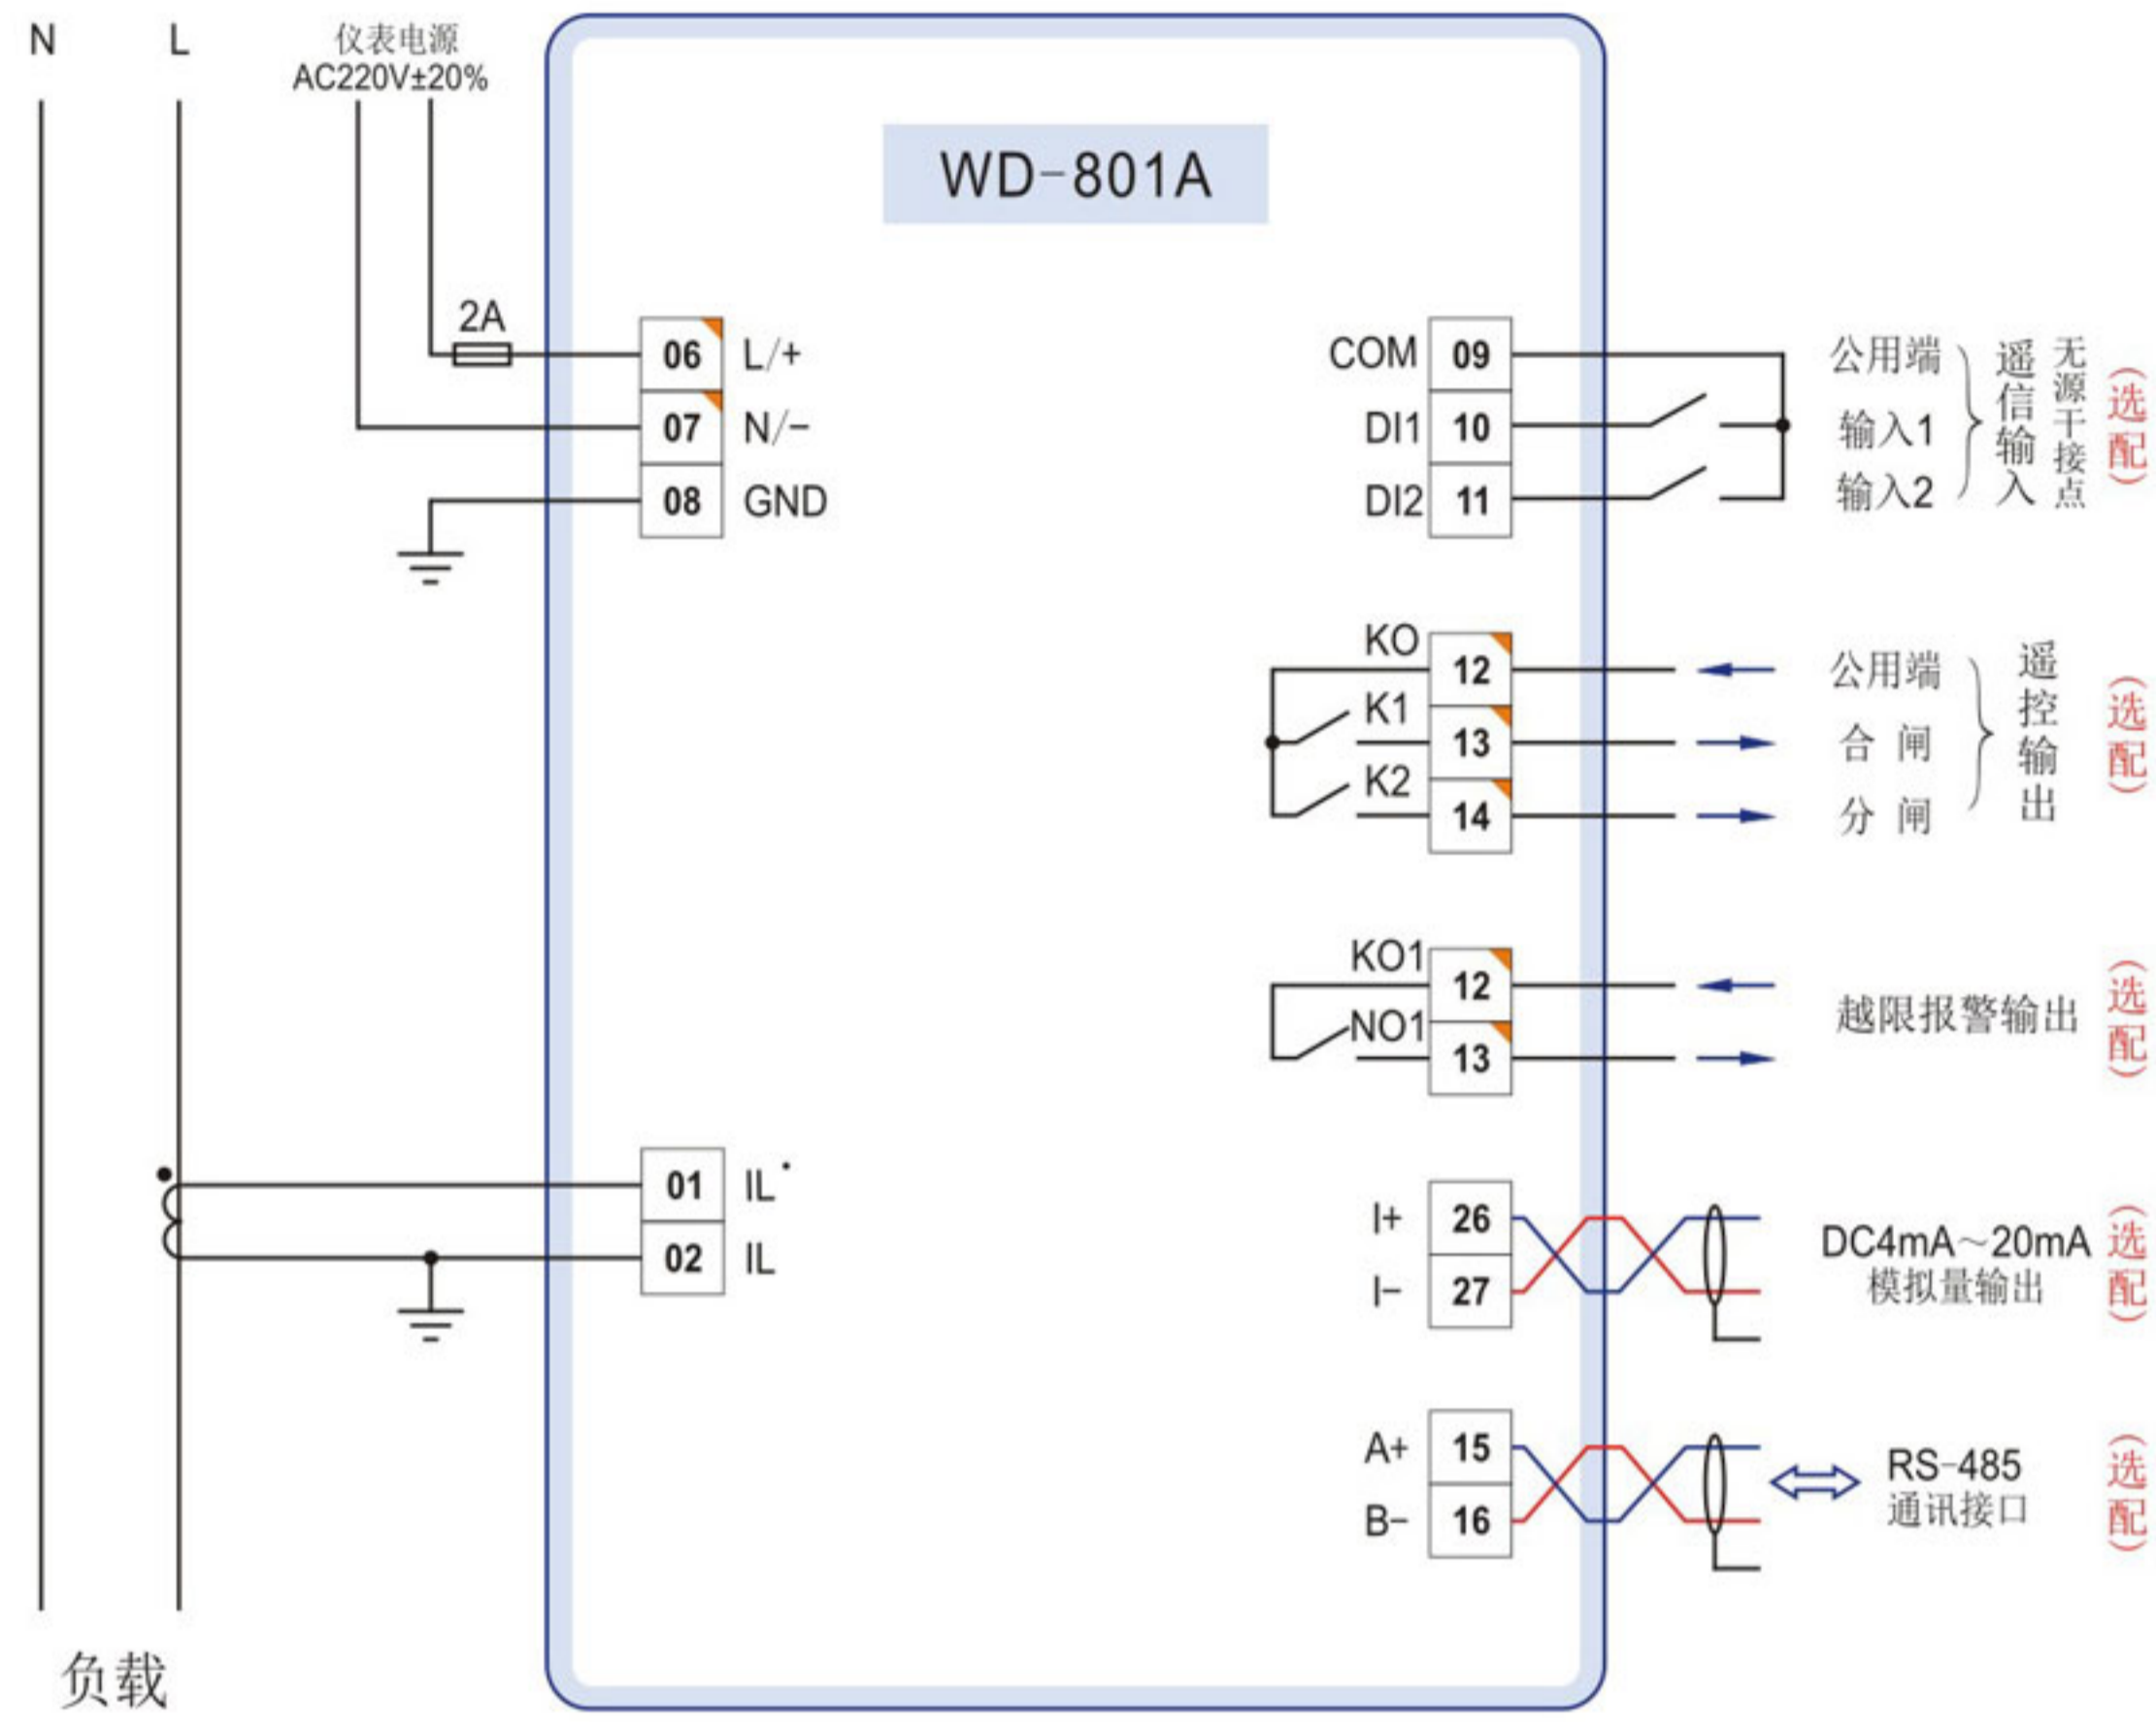 N
L
仪表电源
AC220V±20%
WD-801A
2A
06 L/+
07 N/-
08 GND
01 IL•
02 IL
负载
COM 09 公用端
DI1 10 输入1
DI2 11 输入2
遥信输入
无源干接点
(选配)
KO 12 公用端
K1 13 合闸
K2 14 分闸
遥控输出
(选配)
KO1 12
NO1 13
越限报警输出
(选配)
I+ 26
I- 27
DC4mA~20mA
模拟量输出
(选配)
A+ 15
B- 16
RS-485
通讯接口
(选配)